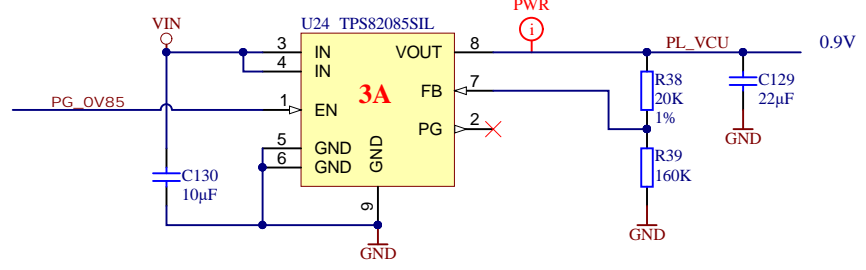 PWR
VIN
U24 TPS82085SIL
i
3 IN VOUT 8 PL_VCU 0.9V
4 IN
R38
20K
1%
C129
22µF
3A
FB 7
PG_0V85 1 EN
PG 2
GND
5 GND
6 GND
GND
R39
160K
C130
10µF
9
GND
GND